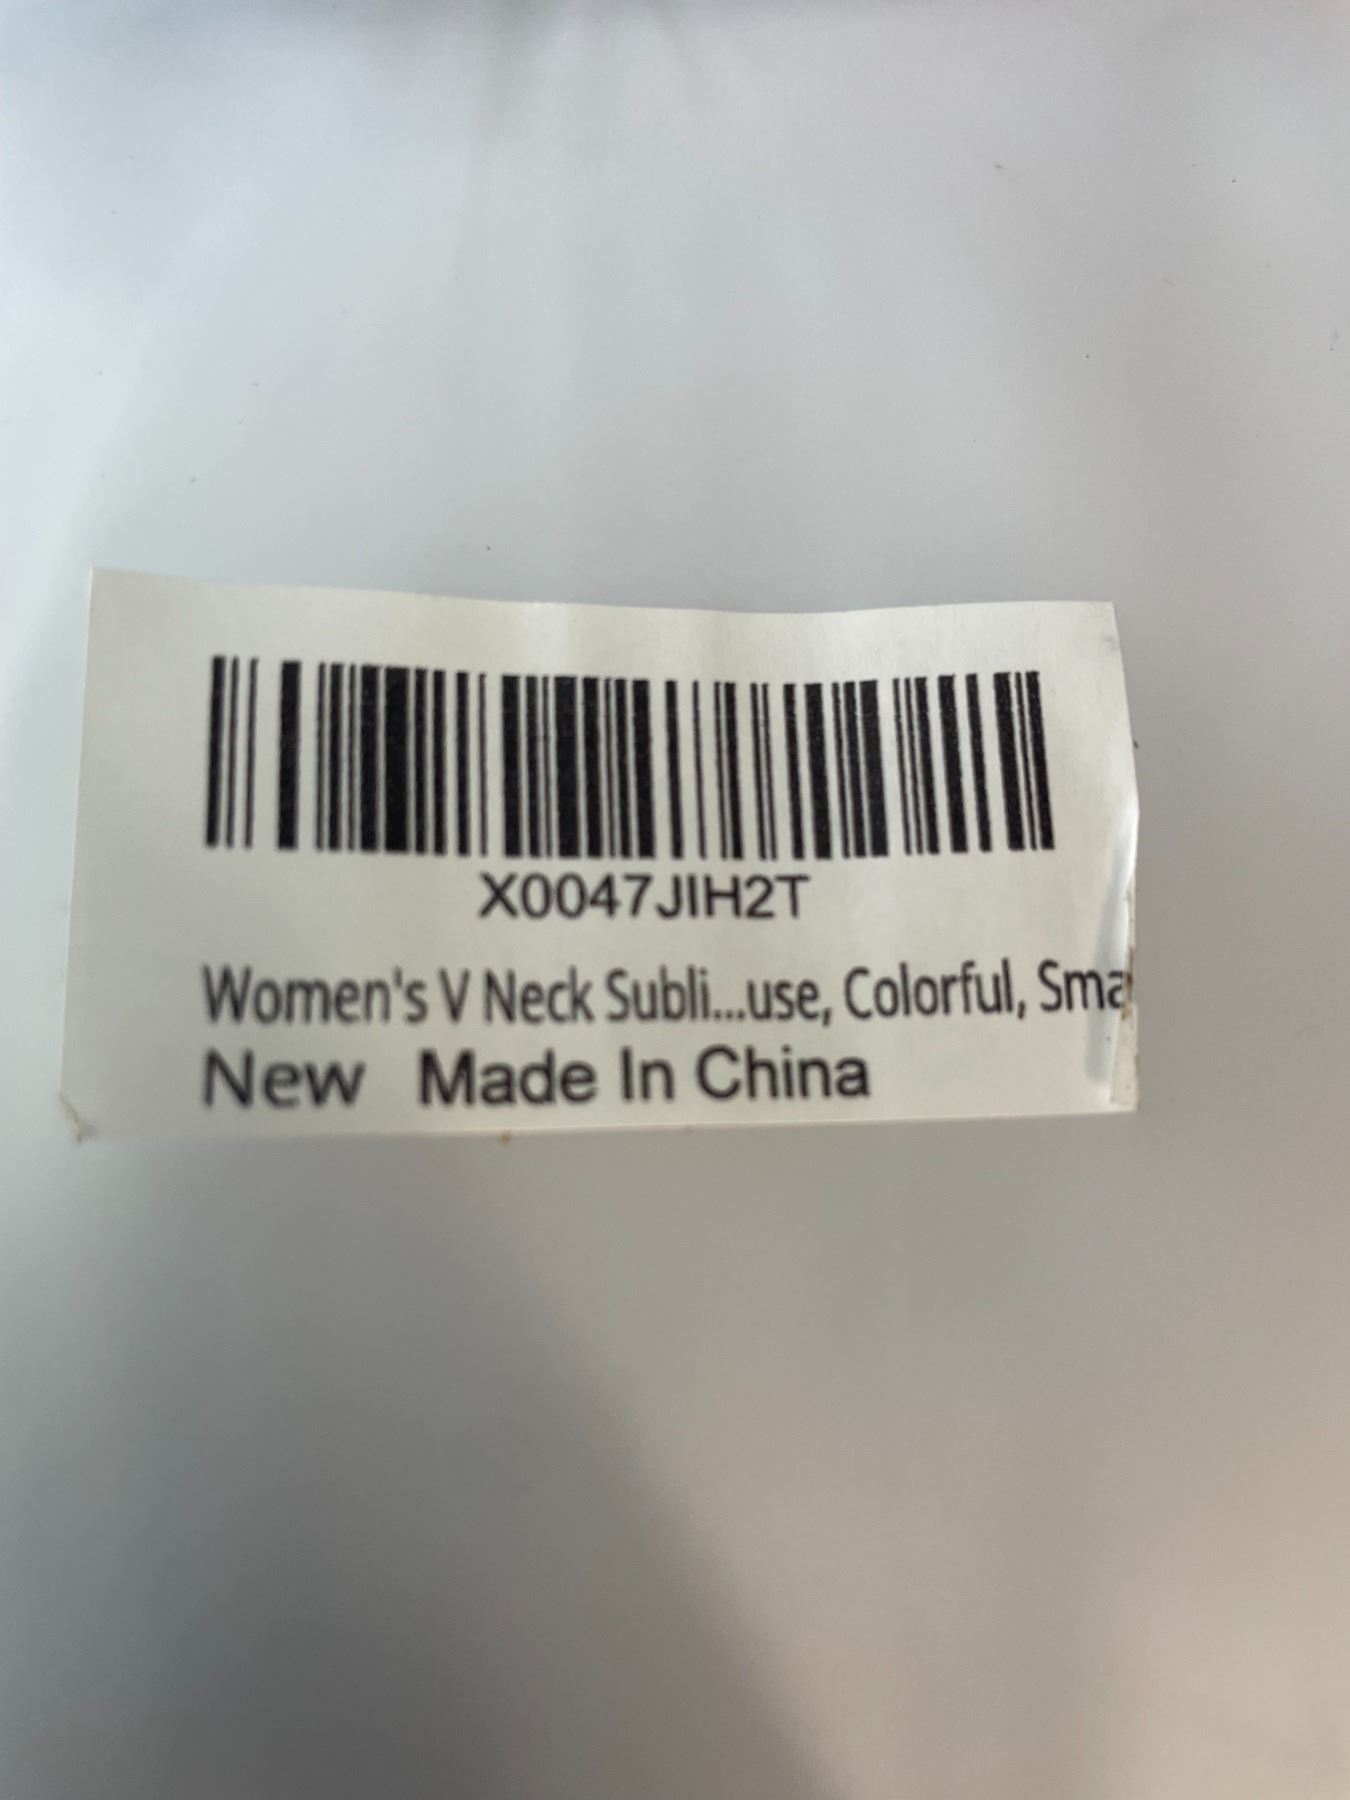 X0047JIH2T
Women's V Neck Subli...use, Colorful, Sma
New Made In China